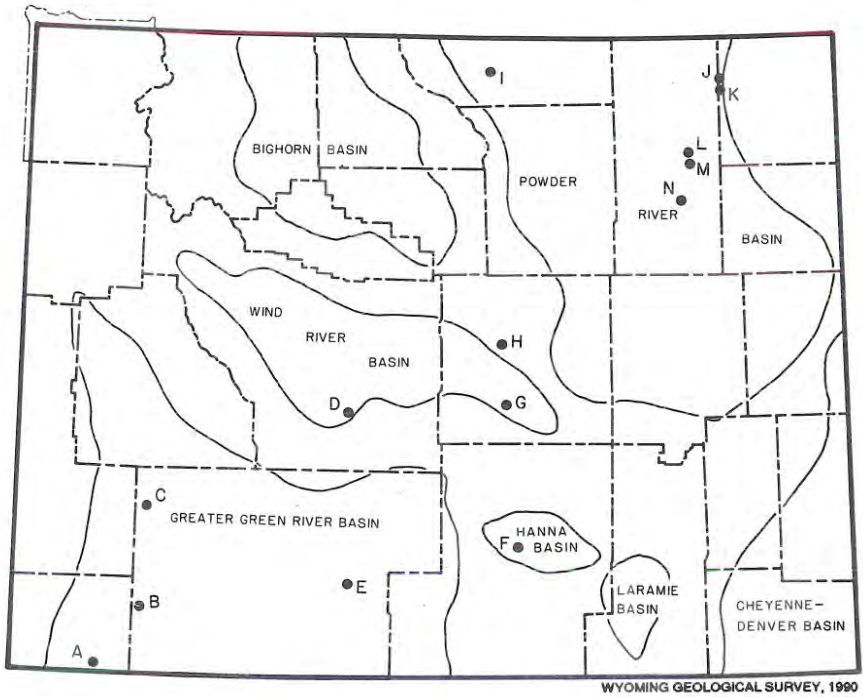 I
J
K
BIGHORN BASIN
L
M
POWDER
N
RIVER
BASIN
WIND
RIVER
BASIN
H
D
G
C
GREATER GREEN RIVER BASIN
HANNA
F
BASIN
E
LARAMIE
BASIN
B
CHEYENNE-
DENVER BASIN
A
WYOMING GEOLOGICAL SURVEY, 1990